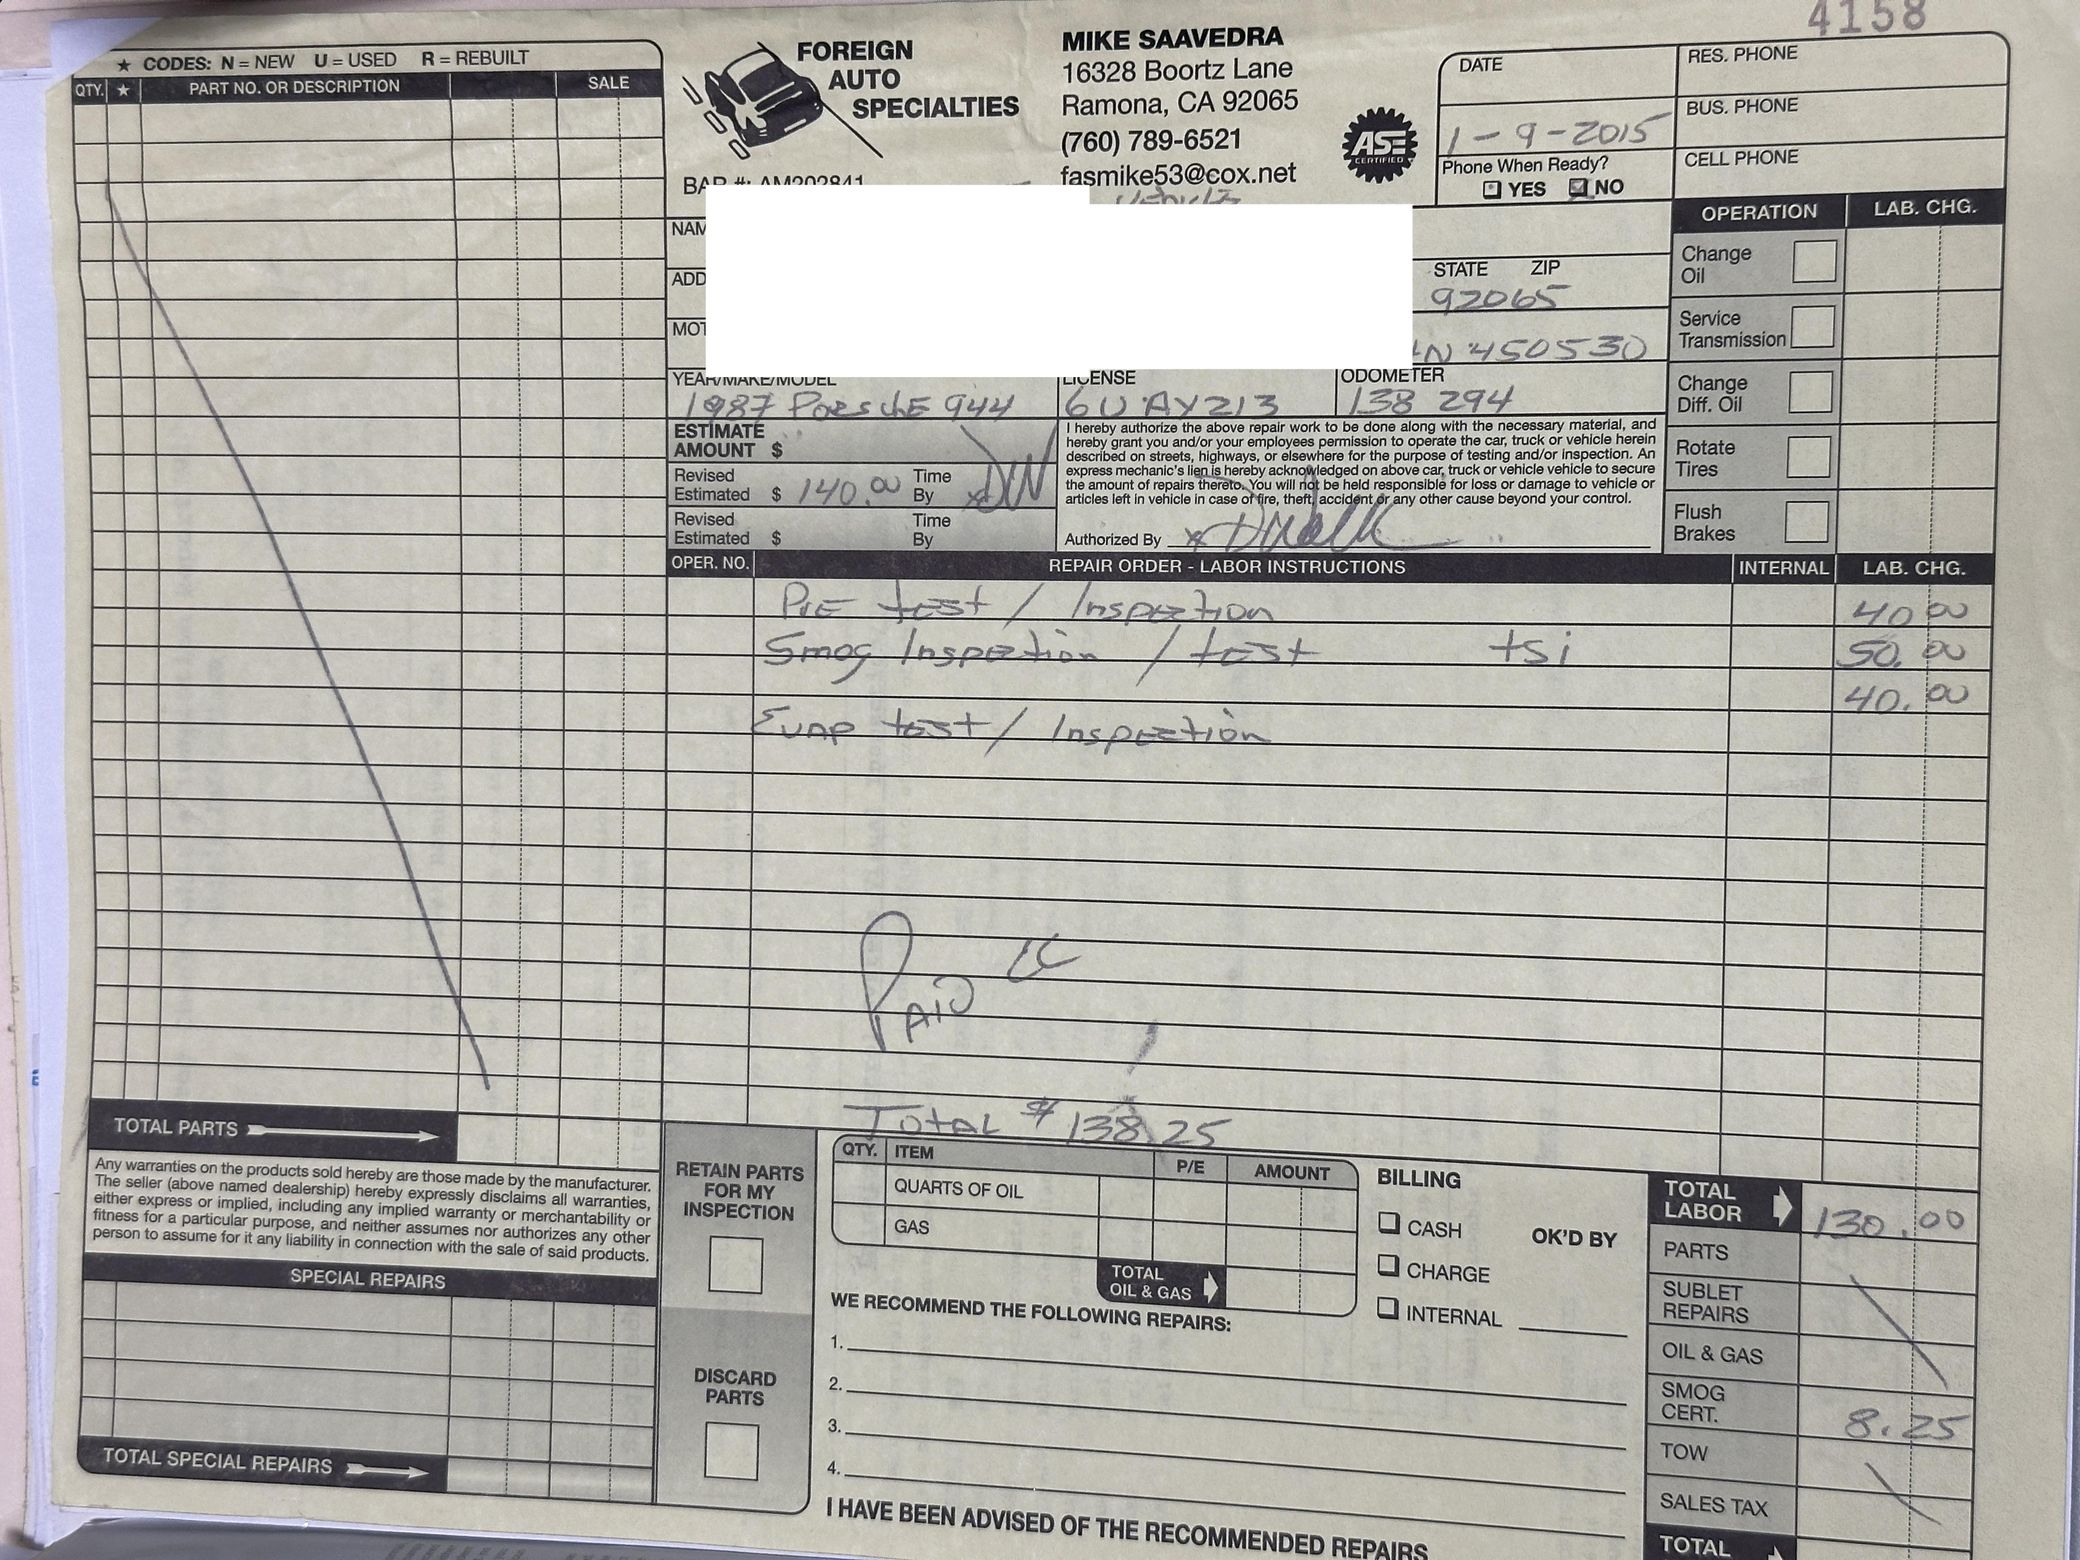 4158
★ CODES: N = NEW U = USED R = REBUILT
QTY. ★ PART NO. OR DESCRIPTION SALE
FOREIGN
AUTO
SPECIALTIES
BAR #: AM202841
MIKE SAAVEDRA
16328 Boortz Lane
Ramona, CA 92065
(760) 789-6521
fasmike53@cox.net
ASE
CERTIFIED
DATE
1-9-2015
Phone When Ready?
YES NO
RES. PHONE
BUS. PHONE
CELL PHONE
NAM
ADD
STATE ZIP
92065
MOT
450530
YEAR/MAKE/MODEL
1987 PORSCHE 944
LICENSE
6UAY213
ODOMETER
138 294
OPERATION LAB. CHG.
Change
Oil
Service
Transmission
Change
Diff. Oil
Rotate
Tires
Flush
Brakes
ESTIMATE
AMOUNT $
Revised
Estimated $ 140.00 Time
By x DW
Revised
Estimated $ Time
By
I hereby authorize the above repair work to be done along with the necessary material, and
hereby grant you and/or your employees permission to operate the car, truck or vehicle herein
described on streets, highways, or elsewhere for the purpose of testing and/or inspection. An
express mechanic's lien is hereby acknowledged on above car, truck or vehicle vehicle to secure
the amount of repairs thereto. You will not be held responsible for loss or damage to vehicle or
articles left in vehicle in case of fire, theft, accident or any other cause beyond your control.
Authorized By x
OPER. NO. REPAIR ORDER - LABOR INSTRUCTIONS INTERNAL LAB. CHG.
PrE test / Inspection 40.00
Smog Inspection / test tsi 50.00
40.00
Evap test / Inspection
PAID
TOTAL $ 138.25
TOTAL PARTS
Any warranties on the products sold hereby are those made by the manufacturer.
The seller (above named dealership) hereby expressly disclaims all warranties,
either express or implied, including any implied warranty or merchantability or
fitness for a particular purpose, and neither assumes nor authorizes any other
person to assume for it any liability in connection with the sale of said products.
SPECIAL REPAIRS
TOTAL SPECIAL REPAIRS
RETAIN PARTS
FOR MY
INSPECTION
DISCARD
PARTS
QTY. ITEM P/E AMOUNT
QUARTS OF OIL
GAS
TOTAL
OIL & GAS
BILLING
CASH
CHARGE
INTERNAL
OK'D BY
WE RECOMMEND THE FOLLOWING REPAIRS:
1.
2.
3.
4.
I HAVE BEEN ADVISED OF THE RECOMMENDED REPAIRS
TOTAL
LABOR 130.00
PARTS
SUBLET
REPAIRS
OIL & GAS
SMOG
CERT. 8.25
TOW
SALES TAX
TOTAL